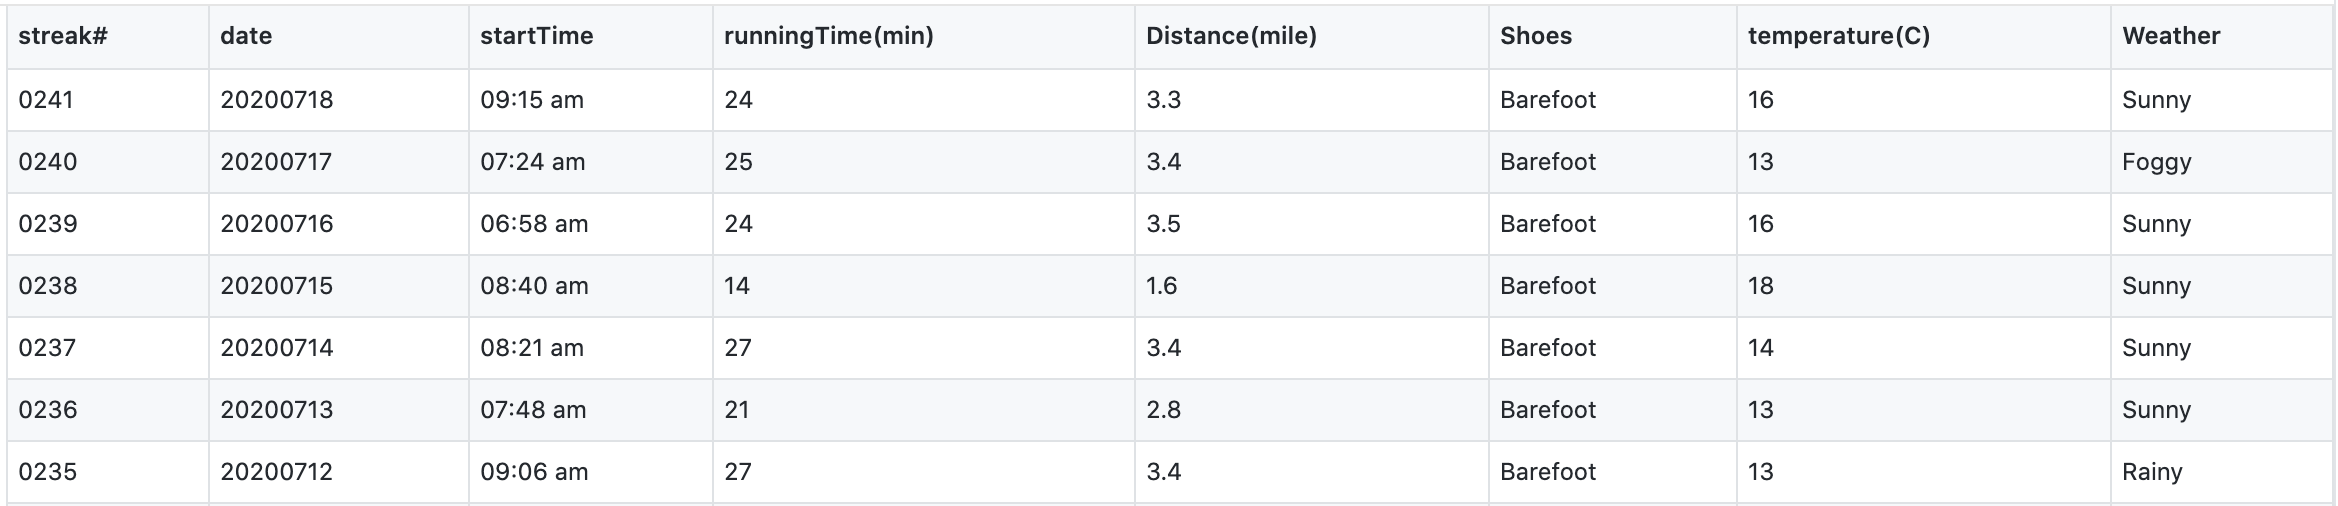 streak# date startTime runningTime(min) Distance(mile) Shoes temperature(C) Weather
0241 20200718 09:15 am 24 3.3 Barefoot 16 Sunny
0240 20200717 07:24 am 25 3.4 Barefoot 13 Foggy
0239 20200716 06:58 am 24 3.5 Barefoot 16 Sunny
0238 20200715 08:40 am 14 1.6 Barefoot 18 Sunny
0237 20200714 08:21 am 27 3.4 Barefoot 14 Sunny
0236 20200713 07:48 am 21 2.8 Barefoot 13 Sunny
0235 20200712 09:06 am 27 3.4 Barefoot 13 Rainy